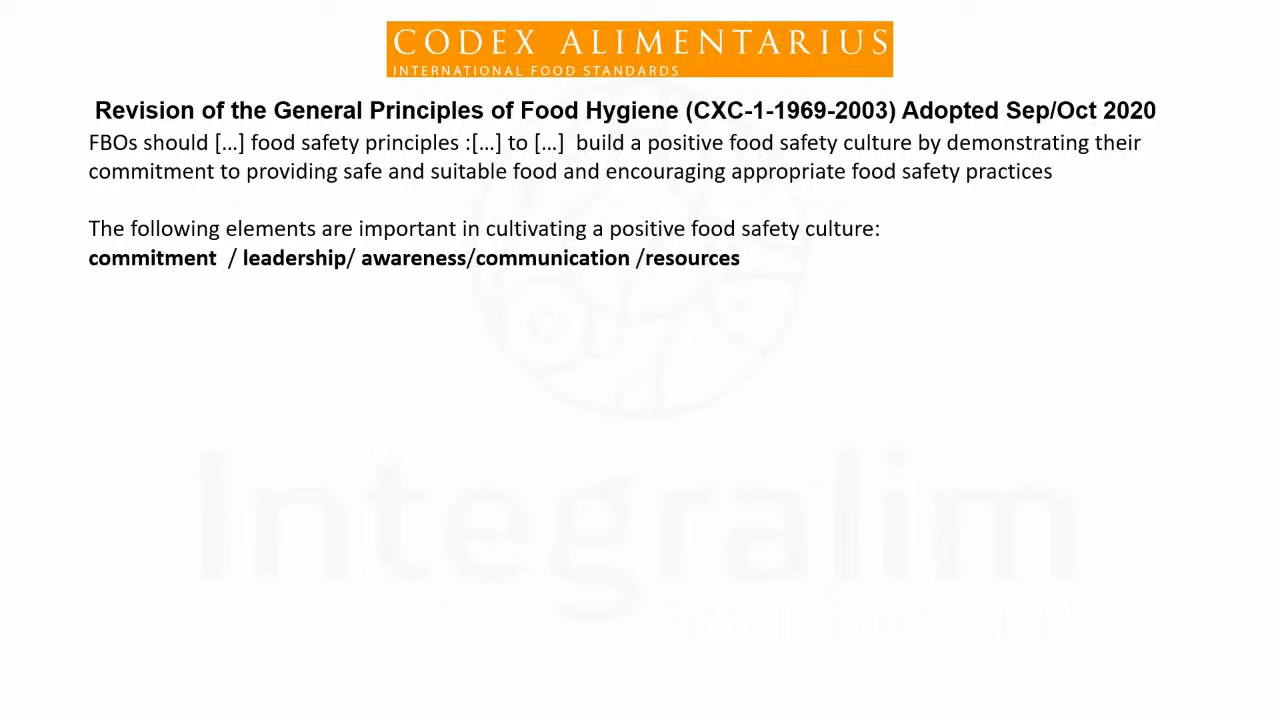 CODEX ALIMENTARIUS
INTERNATIONAL FOOD STANDARDS
Revision of the General Principles of Food Hygiene (CXC-1-1969-2003) Adopted Sep/Oct 2020
FBOs should [...] food safety principles :[...] to [...]  build a positive food safety culture by demonstrating their
commitment to providing safe and suitable food and encouraging appropriate food safety practices
The following elements are important in cultivating a positive food safety culture:
commitment  / leadership/ awareness/communication /resources
Integralim